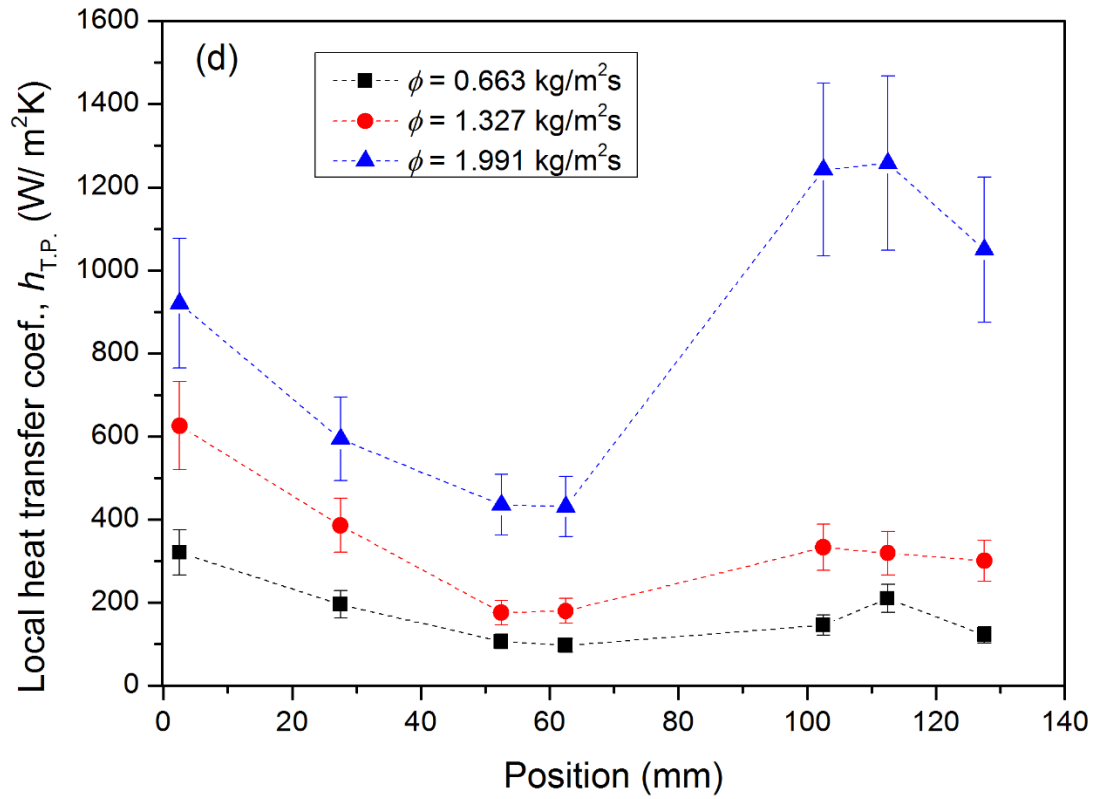 (d)
ϕ = 0.663 kg/m²s
ϕ = 1.327 kg/m²s
ϕ = 1.991 kg/m²s
Local heat transfer coef., h_T.P. (W/ m²K)
1600
1400
1200
1000
800
600
400
200
0
0 20 40 60 80 100 120 140
Position (mm)